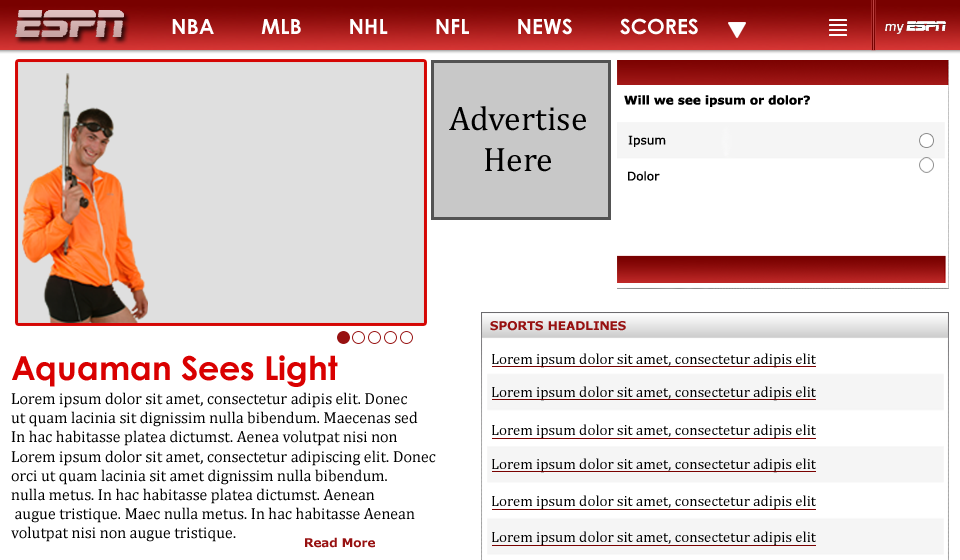 ESPN NBA MLB NHL NFL NEWS SCORES my ESPN
Advertise
Here
Will we see ipsum or dolor?
Ipsum
Dolor
Aquaman Sees Light
Lorem ipsum dolor sit amet, consectetur adipis elit. Donec
ut quam lacinia sit dignissim nulla bibendum. Maecenas sed
In hac habitasse platea dictumst. Aenea volutpat nisi non
Lorem ipsum dolor sit amet, consectetur adipiscing elit. Donec
orci ut quam lacinia sit amet dignissim nulla bibendum.
nulla metus. In hac habitasse platea dictumst. Aenean
augue tristique. Maec nulla metus. In hac habitasse Aenean
volutpat nisi non augue tristique.
Read More
SPORTS HEADLINES
Lorem ipsum dolor sit amet, consectetur adipis elit
Lorem ipsum dolor sit amet, consectetur adipis elit
Lorem ipsum dolor sit amet, consectetur adipis elit
Lorem ipsum dolor sit amet, consectetur adipis elit
Lorem ipsum dolor sit amet, consectetur adipis elit
Lorem ipsum dolor sit amet, consectetur adipis elit